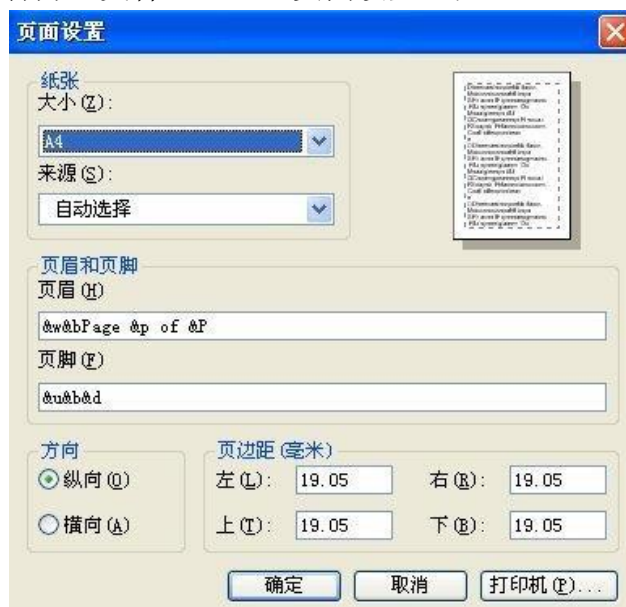 页面设置
纸张
大小(Z):
A4
来源(S):
自动选择
页眉和页脚
页眉(H)
&w&bPage &p of &P
页脚(F)
&u&b&d
方向
纵向(O)
横向(A)
页边距(毫米)
左(L): 19.05 右(R): 19.05
上(T): 19.05 下(B): 19.05
确定 取消 打印机(P)...